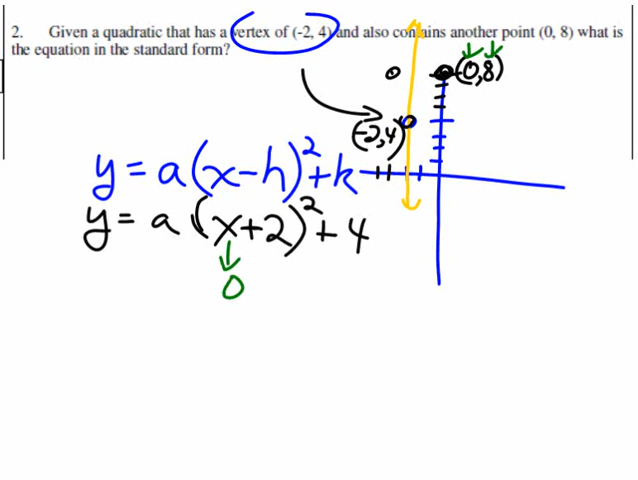 2. Given a quadratic that has a vertex of (-2, 4) and also contains another point (0, 8) what is
the equation in the standard form?
(0,8)
(-2,4)
y = a(x-h)²+k
y = a (x+2)²+4
0